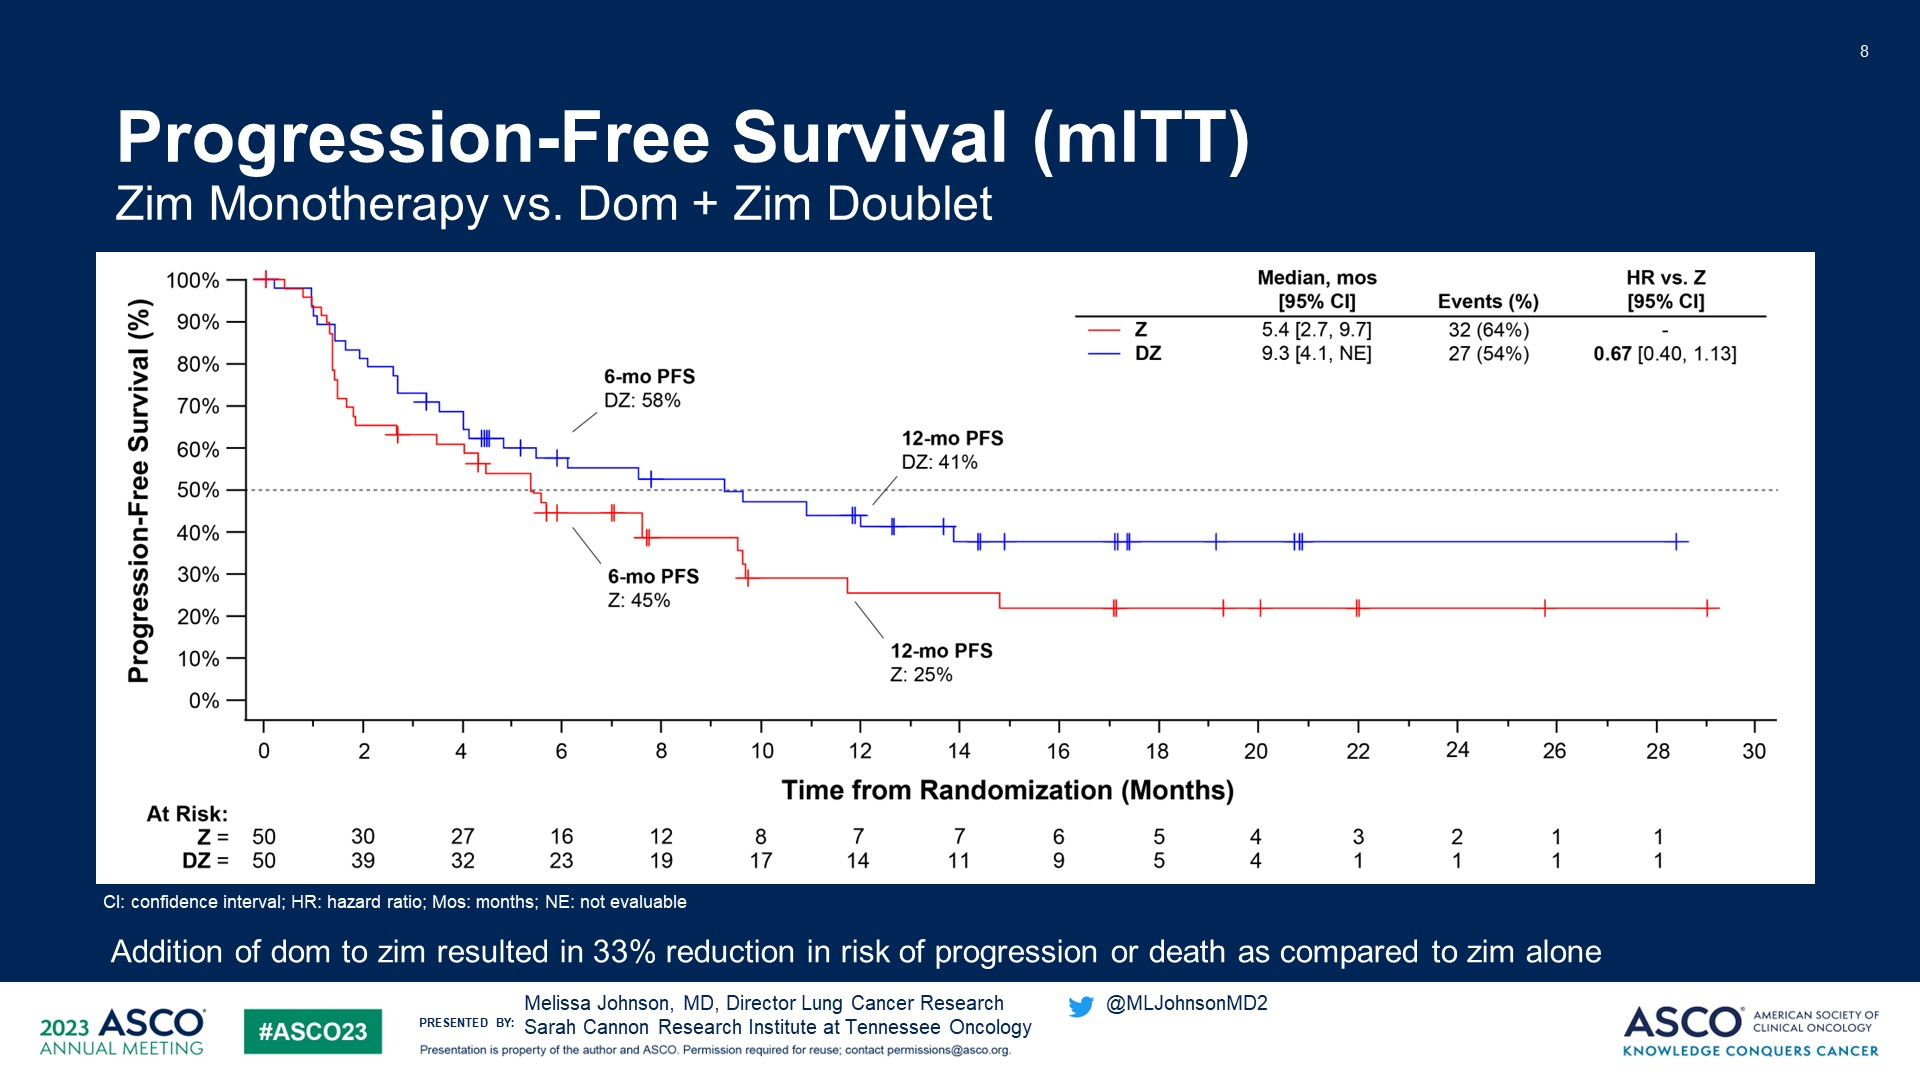 8
Progression-Free Survival (mITT)
Zim Monotherapy vs. Dom + Zim Doublet
Progression-Free Survival (%)
100%
90%
80%
70%
60%
50%
40%
30%
20%
10%
0%
Median, mos HR vs. Z
[95% CI] Events (%) [95% CI]
Z 5.4 [2.7, 9.7] 32 (64%) -
DZ 9.3 [4.1, NE] 27 (54%) 0.67 [0.40, 1.13]
6-mo PFS
DZ: 58%
12-mo PFS
DZ: 41%
6-mo PFS
Z: 45%
12-mo PFS
Z: 25%
0 2 4 6 8 10 12 14 16 18 20 22 24 26 28 30
Time from Randomization (Months)
At Risk:
Z = 50 30 27 16 12 8 7 7 6 5 4 3 2 1 1
DZ = 50 39 32 23 19 17 14 11 9 5 4 1 1 1 1
CI: confidence interval; HR: hazard ratio; Mos: months; NE: not evaluable
Addition of dom to zim resulted in 33% reduction in risk of progression or death as compared to zim alone
2023 ASCO
ANNUAL MEETING
#ASCO23
PRESENTED BY:
Melissa Johnson, MD, Director Lung Cancer Research
Sarah Cannon Research Institute at Tennessee Oncology
@MLJohnsonMD2
Presentation is property of the author and ASCO. Permission required for reuse; contact permissions@asco.org.
ASCO AMERICAN SOCIETY OF
CLINICAL ONCOLOGY
KNOWLEDGE CONQUERS CANCER